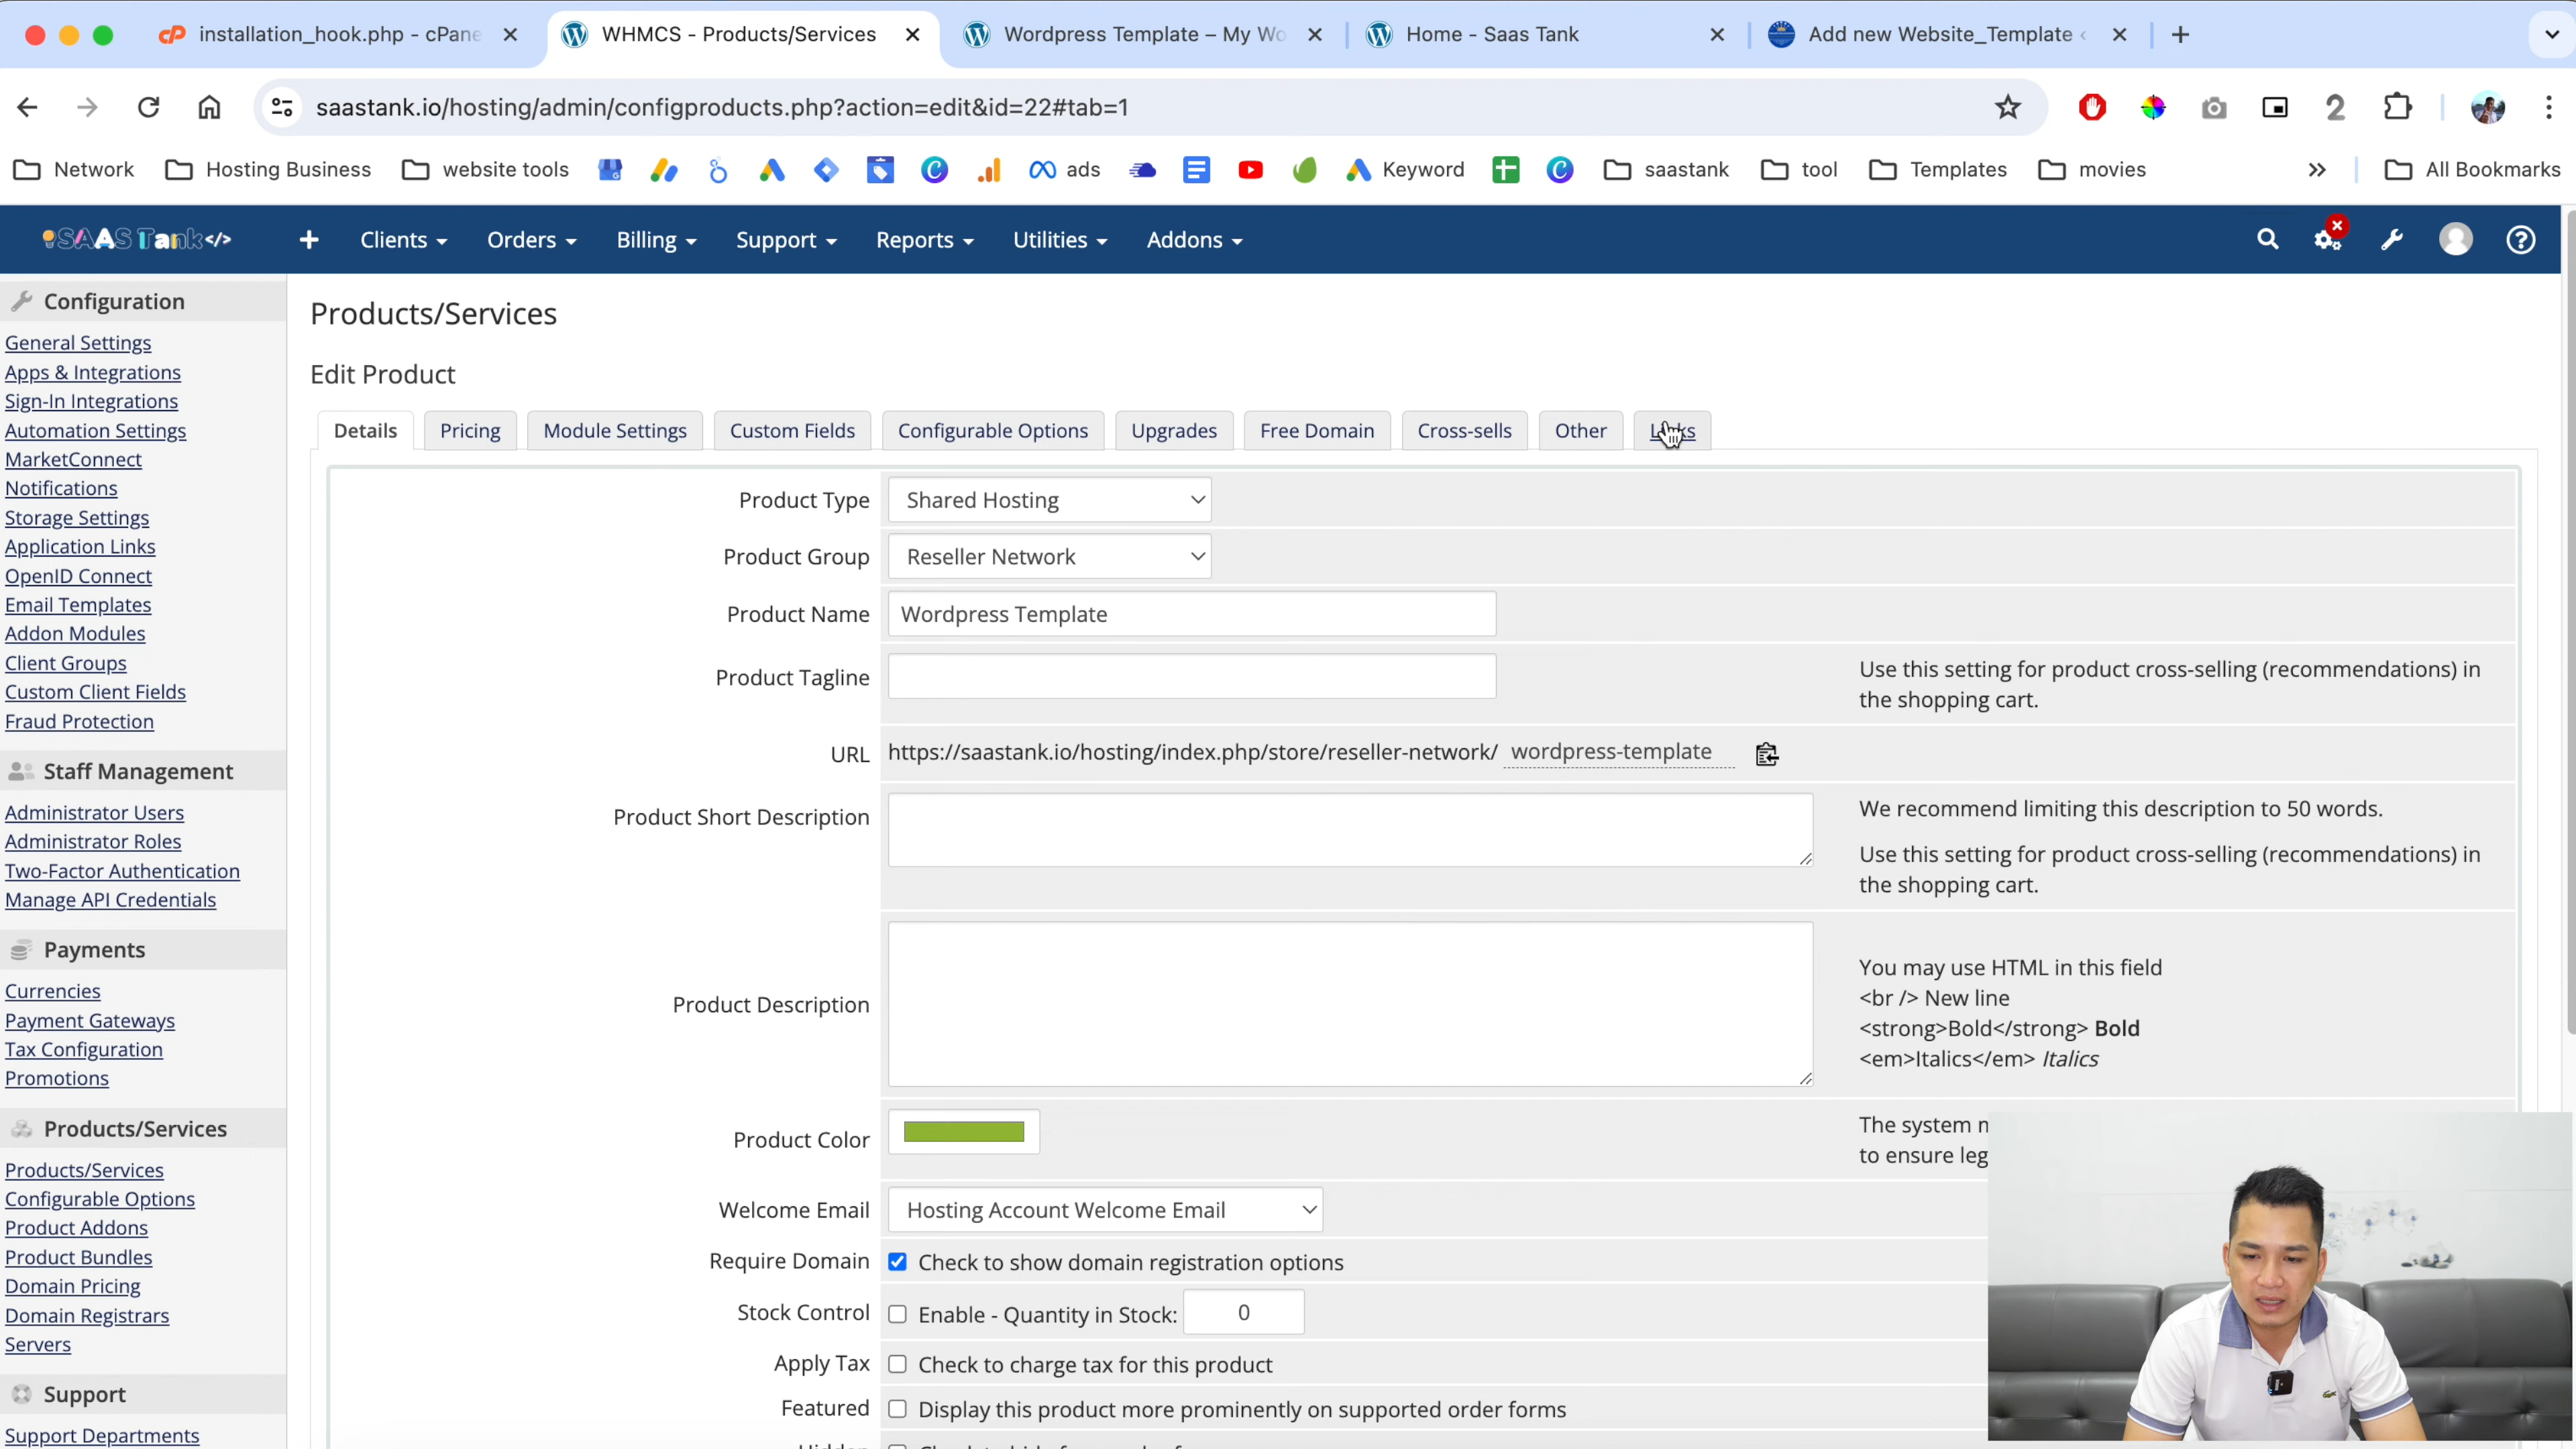 installation_hook.php - cPane
WHMCS - Products/Services
Wordpress Template – My Wo
Home - Saas Tank
Add new Website_Template ‹
saastank.io/hosting/admin/configproducts.php?action=edit&id=22#tab=1
Network
Hosting Business
website tools
ads
Keyword
saastank
tool
Templates
movies
All Bookmarks
SAAS Tank</>
Clients
Orders
Billing
Support
Reports
Utilities
Addons
Configuration
General Settings
Apps & Integrations
Sign-In Integrations
Automation Settings
MarketConnect
Notifications
Storage Settings
Application Links
OpenID Connect
Email Templates
Addon Modules
Client Groups
Custom Client Fields
Fraud Protection
Staff Management
Administrator Users
Administrator Roles
Two-Factor Authentication
Manage API Credentials
Payments
Currencies
Payment Gateways
Tax Configuration
Promotions
Products/Services
Products/Services
Configurable Options
Product Addons
Product Bundles
Domain Pricing
Domain Registrars
Servers
Support
Support Departments
Products/Services
Edit Product
Details
Pricing
Module Settings
Custom Fields
Configurable Options
Upgrades
Free Domain
Cross-sells
Other
Links
Product Type
Shared Hosting
Product Group
Reseller Network
Product Name
Wordpress Template
Product Tagline
Use this setting for product cross-selling (recommendations) in
the shopping cart.
URL
https://saastank.io/hosting/index.php/store/reseller-network/ wordpress-template
Product Short Description
We recommend limiting this description to 50 words.
Use this setting for product cross-selling (recommendations) in
the shopping cart.
Product Description
You may use HTML in this field
<br /> New line
<strong>Bold</strong> Bold
<em>Italics</em> Italics
Product Color
The system
to ensure
Welcome Email
Hosting Account Welcome Email
Require Domain
Check to show domain registration options
Stock Control
Enable - Quantity in Stock:
0
Apply Tax
Check to charge tax for this product
Featured
Display this product more prominently on supported order forms